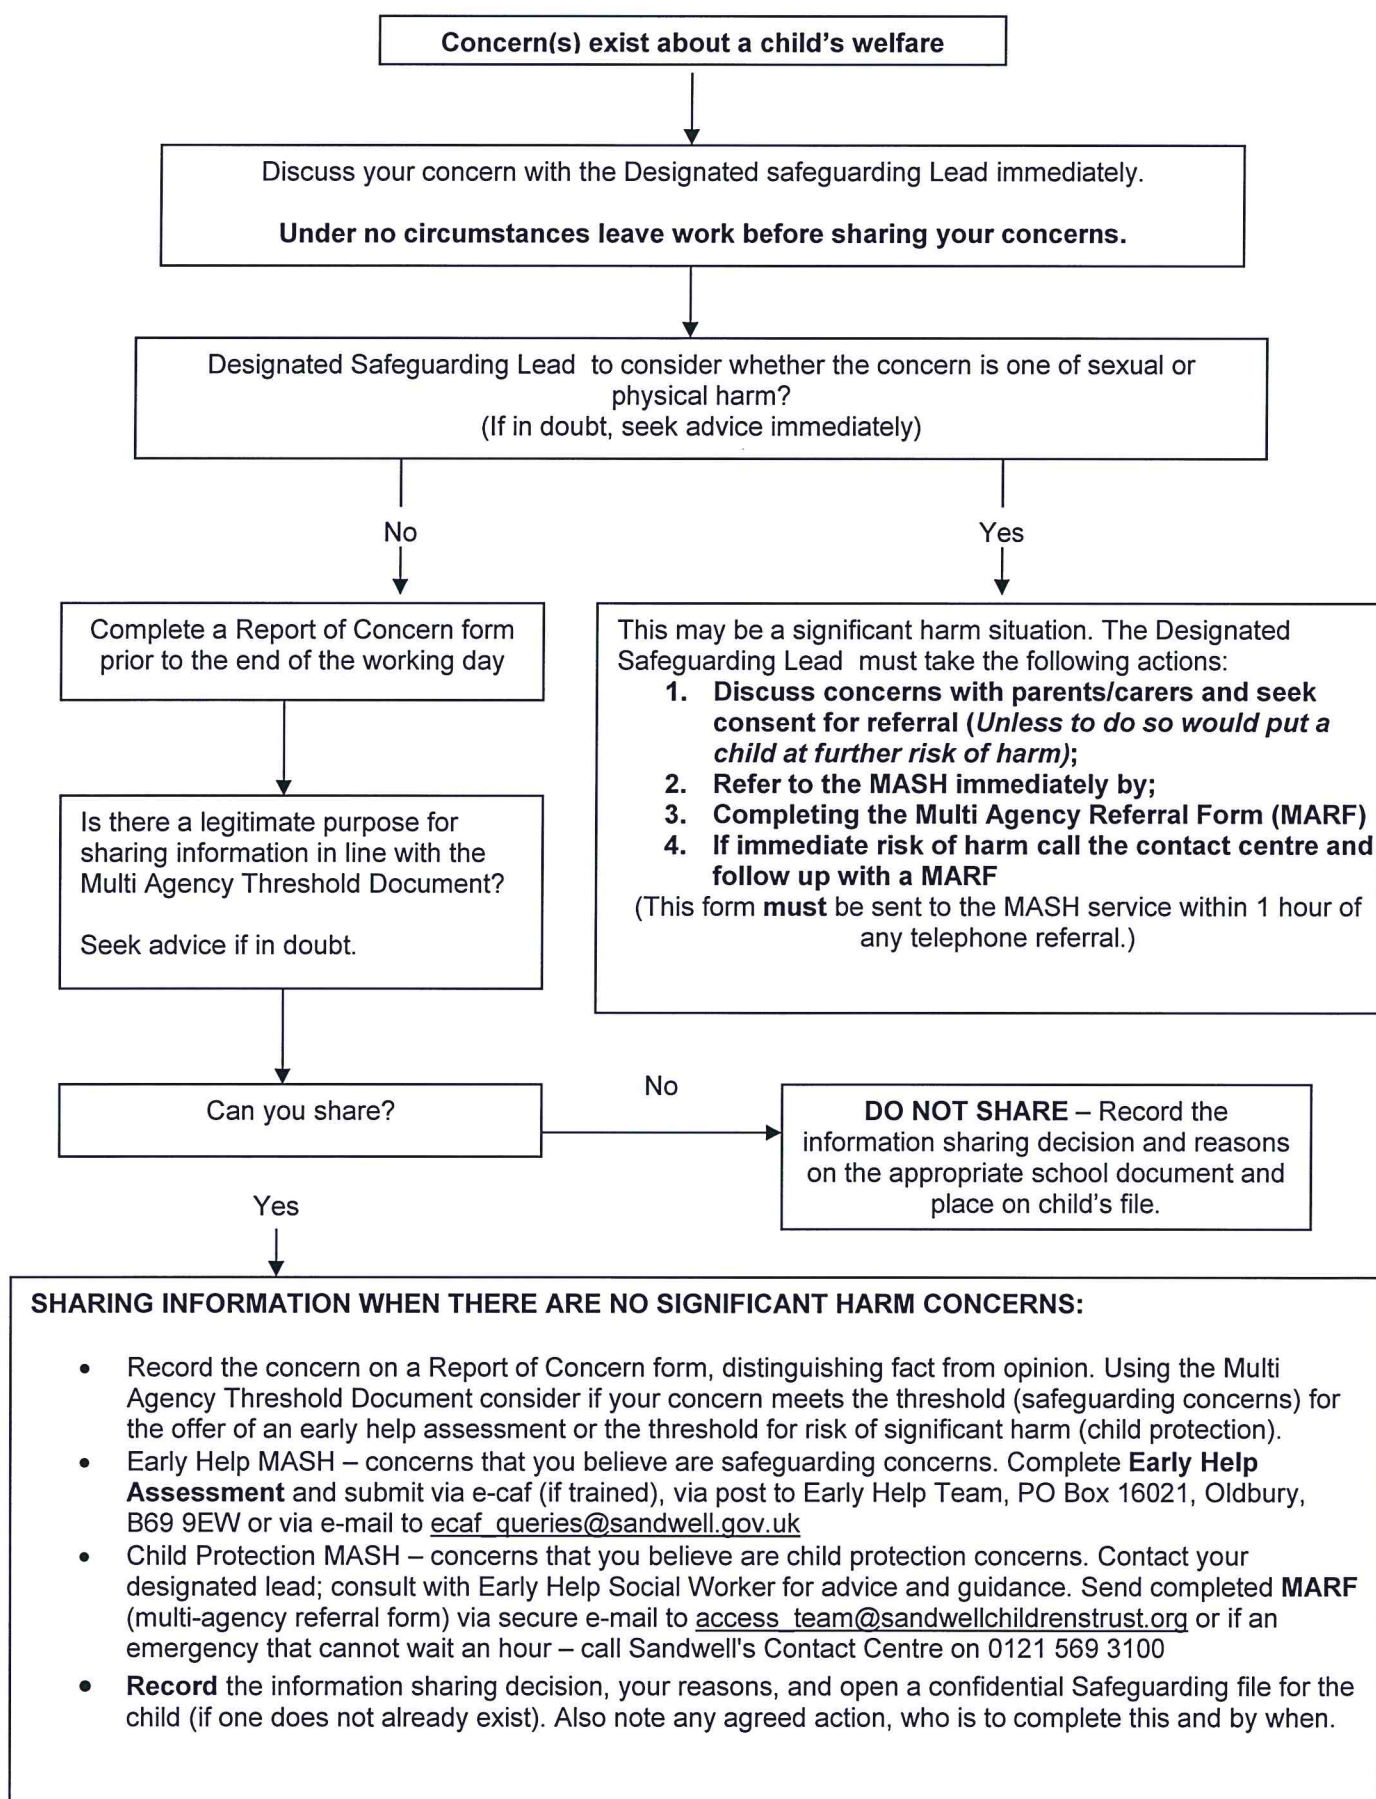 Concern(s) exist about a child's welfare
Discuss your concern with the Designated safeguarding Lead immediately.
Under no circumstances leave work before sharing your concerns.
Designated Safeguarding Lead to consider whether the concern is one of sexual or
physical harm?
(If in doubt, seek advice immediately)
No
Yes
Complete a Report of Concern form
prior to the end of the working day
This may be a significant harm situation. The Designated
Safeguarding Lead must take the following actions:
1. Discuss concerns with parents/carers and seek
consent for referral (Unless to do so would put a
child at further risk of harm);
2. Refer to the MASH immediately by;
3. Completing the Multi Agency Referral Form (MARF)
4. If immediate risk of harm call the contact centre and
follow up with a MARF
(This form must be sent to the MASH service within 1 hour of
any telephone referral.)
Is there a legitimate purpose for
sharing information in line with the
Multi Agency Threshold Document?
Seek advice if in doubt.
Can you share?
No
DO NOT SHARE – Record the
information sharing decision and reasons
on the appropriate school document and
place on child's file.
Yes
SHARING INFORMATION WHEN THERE ARE NO SIGNIFICANT HARM CONCERNS:
• Record the concern on a Report of Concern form, distinguishing fact from opinion. Using the Multi
Agency Threshold Document consider if your concern meets the threshold (safeguarding concerns) for
the offer of an early help assessment or the threshold for risk of significant harm (child protection).
• Early Help MASH – concerns that you believe are safeguarding concerns. Complete Early Help
Assessment and submit via e-caf (if trained), via post to Early Help Team, PO Box 16021, Oldbury,
B69 9EW or via e-mail to ecaf_queries@sandwell.gov.uk
• Child Protection MASH – concerns that you believe are child protection concerns. Contact your
designated lead; consult with Early Help Social Worker for advice and guidance. Send completed MARF
(multi-agency referral form) via secure e-mail to access_team@sandwellchildrenstrust.org or if an
emergency that cannot wait an hour – call Sandwell's Contact Centre on 0121 569 3100
• Record the information sharing decision, your reasons, and open a confidential Safeguarding file for the
child (if one does not already exist). Also note any agreed action, who is to complete this and by when.